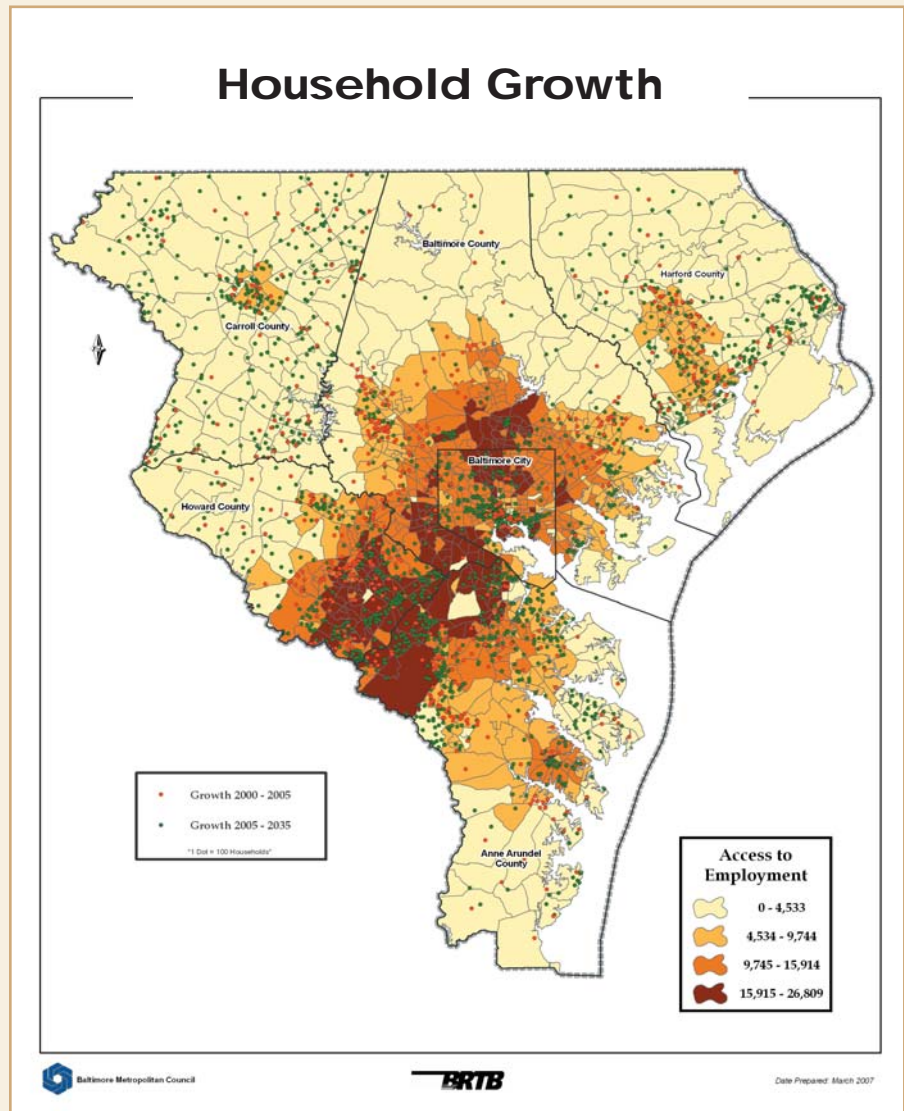 Household Growth
Baltimore County
Harford County
Carroll County
Baltimore City
Howard County
Growth 2000 - 2005
Growth 2005 - 2035
"1 Dot = 100 Households"
Anne Arundel
County
Access to
Employment
0 - 4,533
4,534 - 9,744
9,745 - 15,914
15,915 - 26,809
Baltimore Metropolitan Council
BRTB
Date Prepared: March 2007